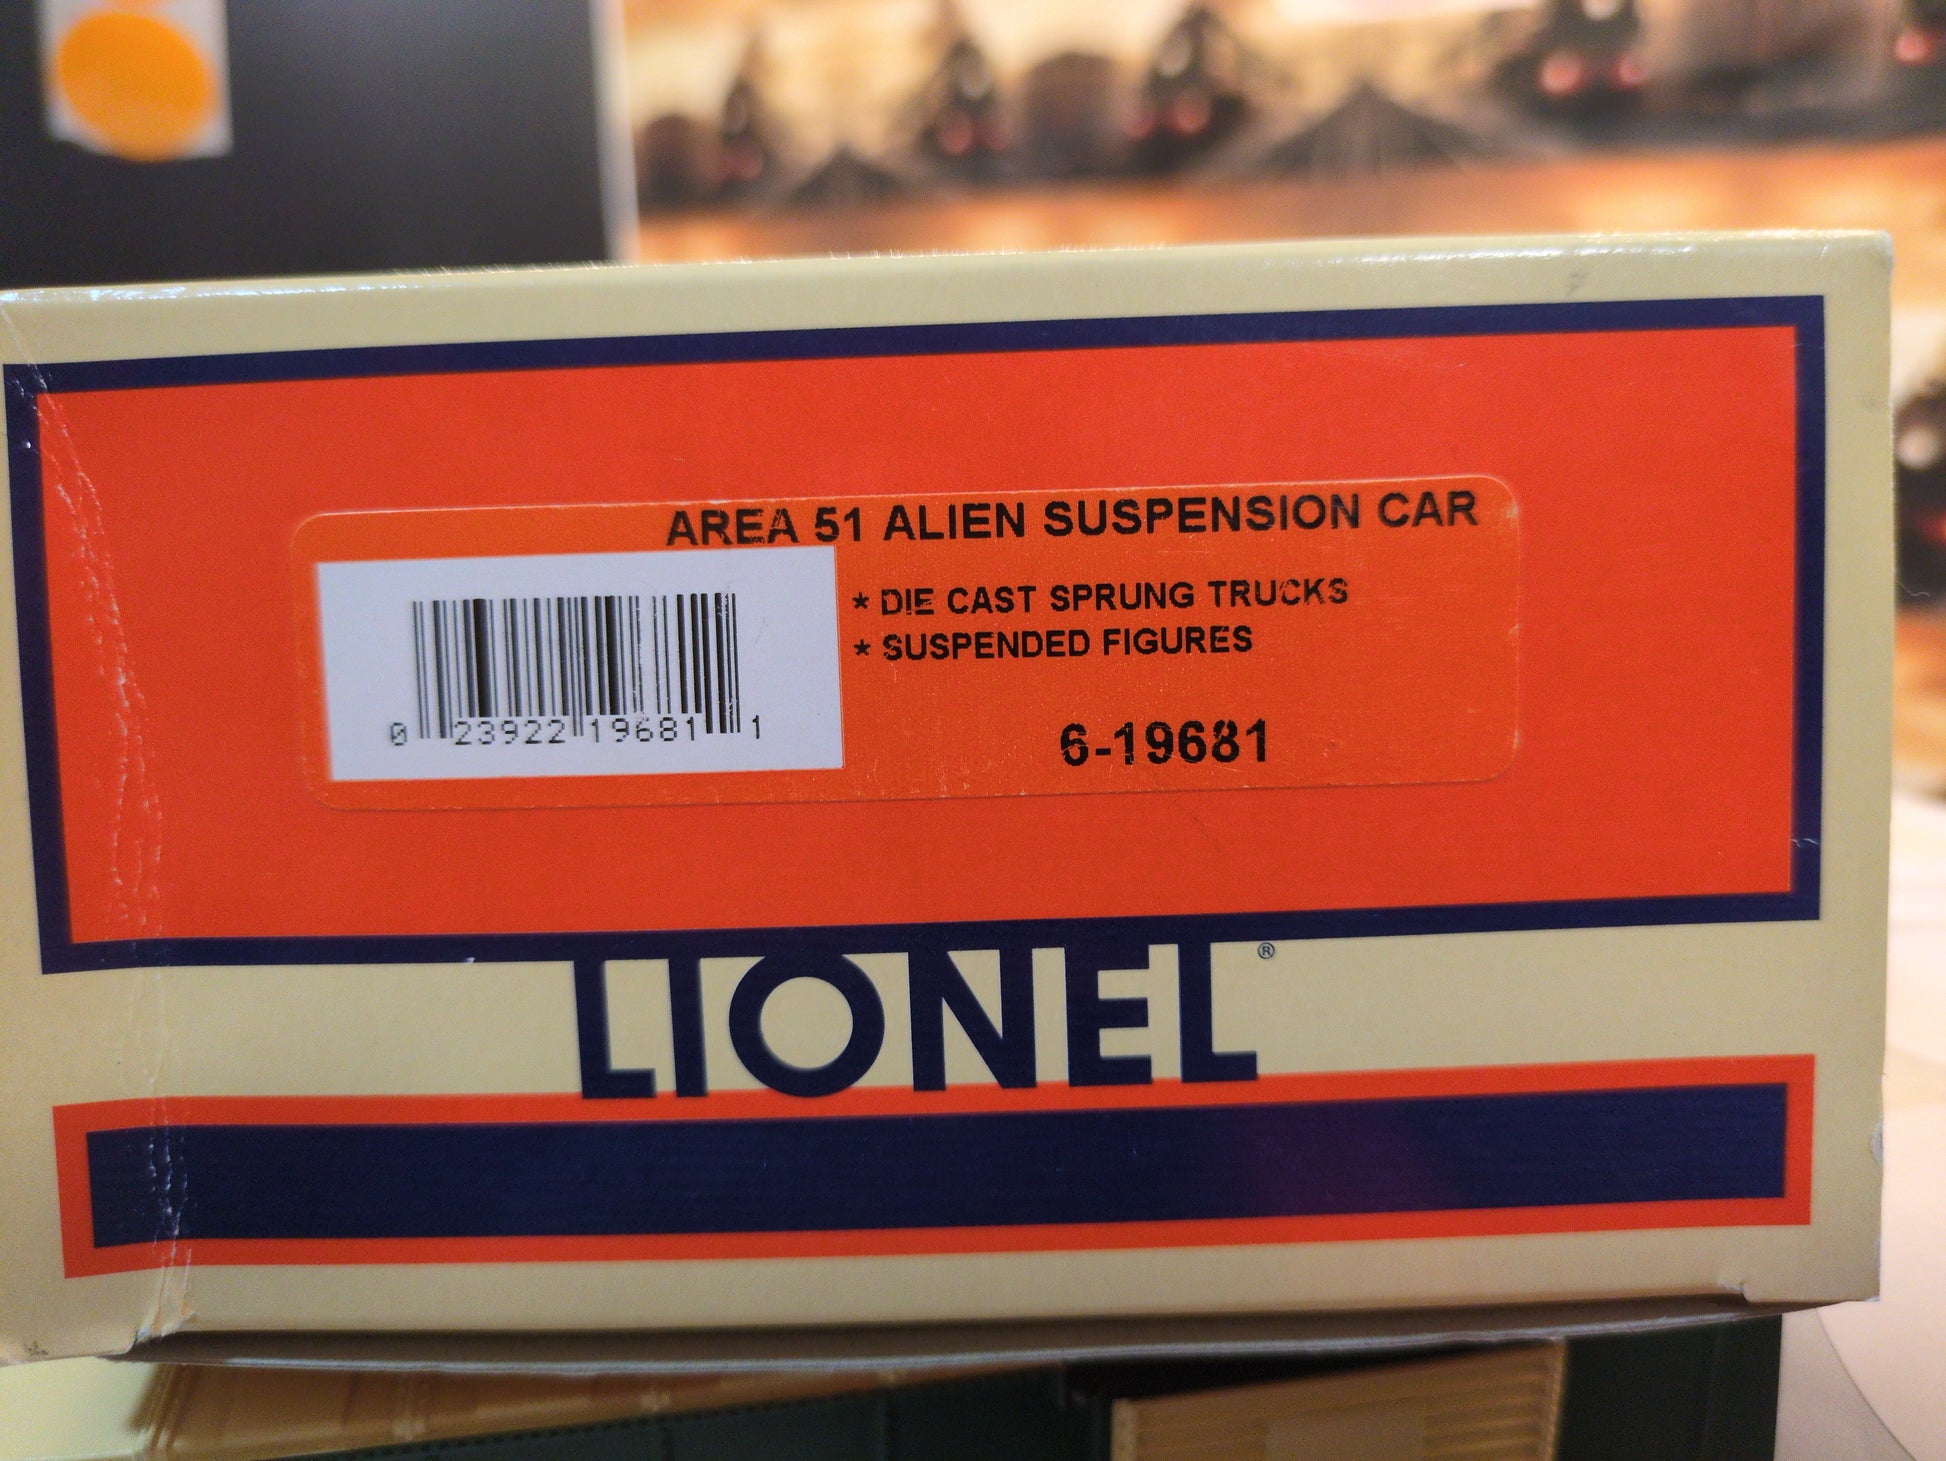 AREA 51 ALIEN SUSPENSION CAR
* DIE CAST SPRUNG TRUCKS
* SUSPENDED FIGURES
0 23922 19681 1
6-19681
LIONEL®